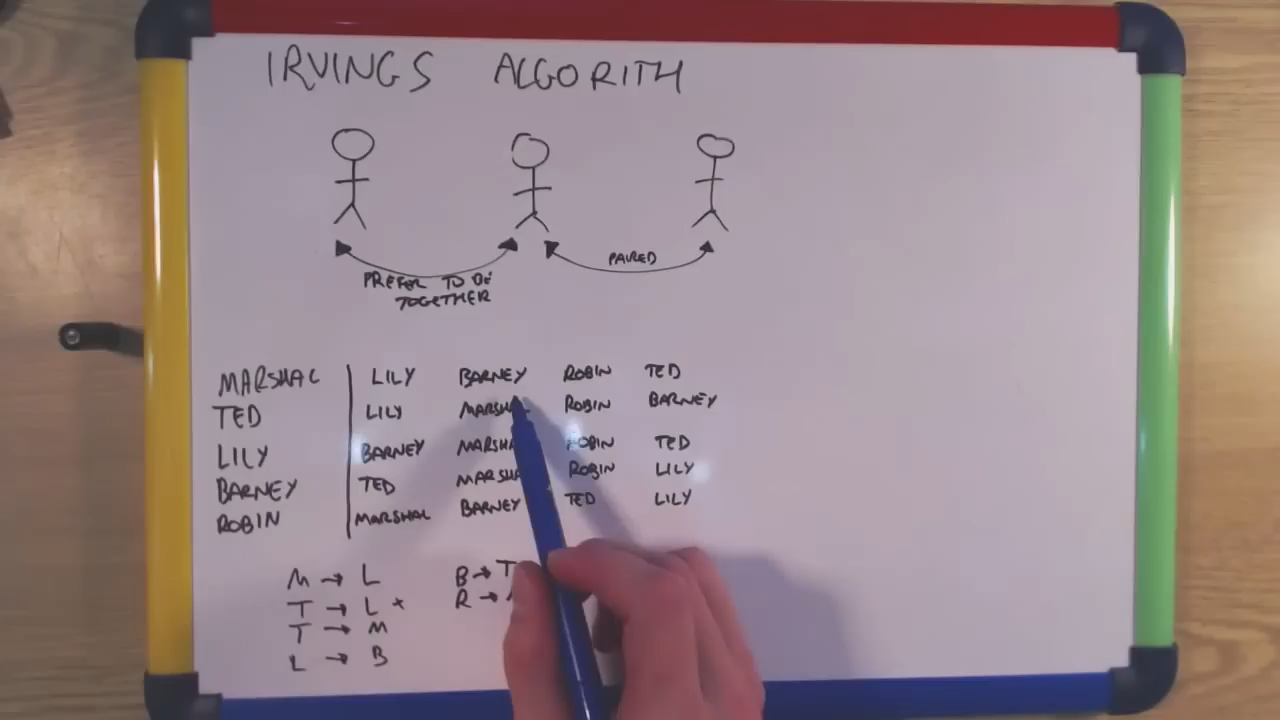 IRVINGS ALGORITH
PREFER TO BE
TOGETHER
PAIRED
MARSHAL LILY BARNEY ROBIN TED
TED LILY ROBIN BARNEY
LILY BARNEY ROBIN TED
BARNEY TED ROBIN LILY
ROBIN MARSHAL BARNEY TED LILY
M → L
T → L ×
T → M
L → B
B → T
R →